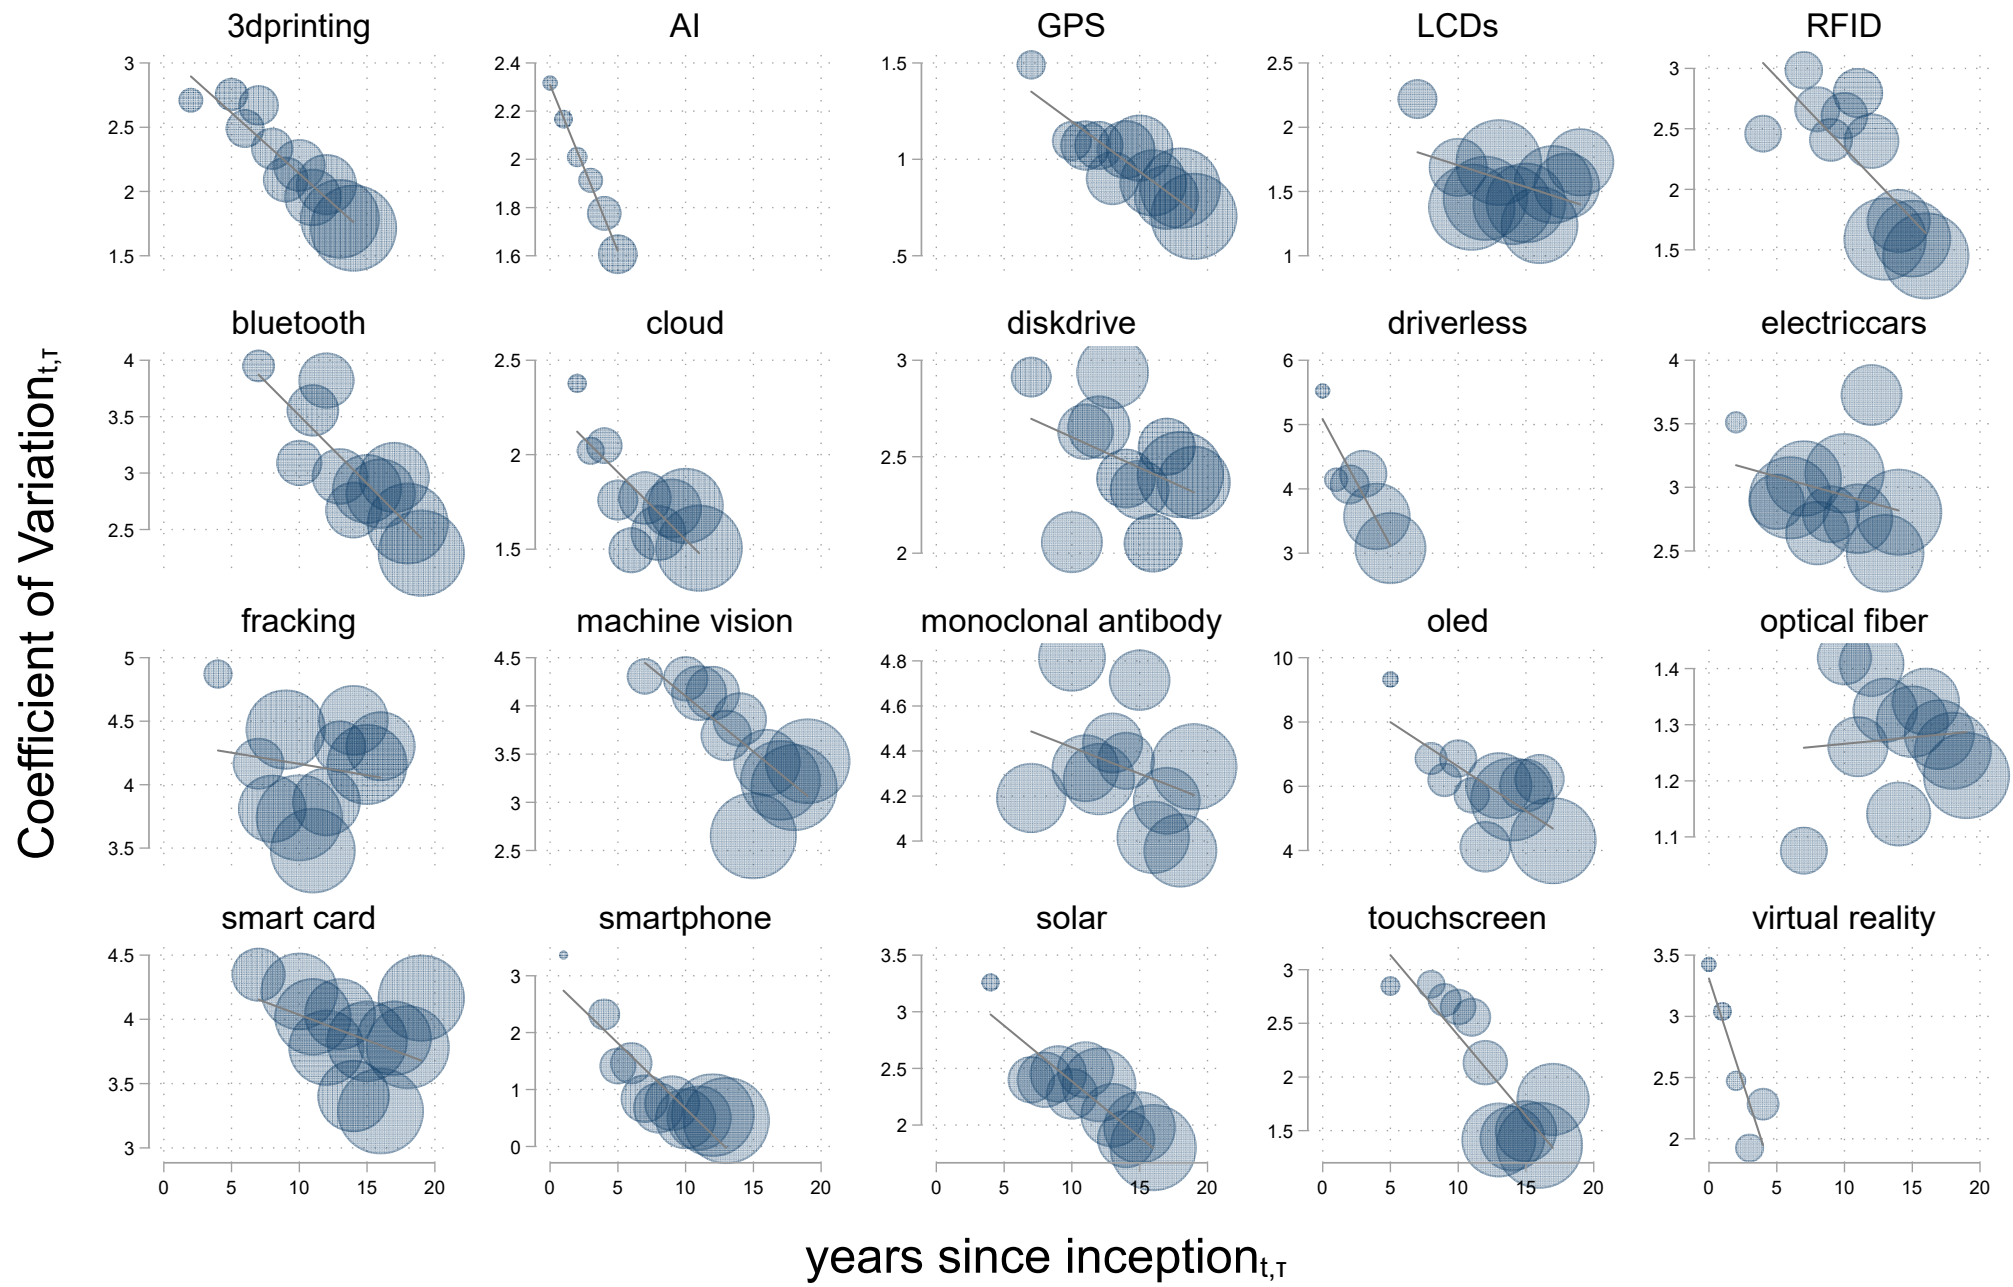 3dprinting AI GPS LCDs RFID
3 2.4 1.5 2.5 3
2.5 2.2 1 2 2.5
2 2 .5 1.5 2
1.5 1.8 1 1.5
1.6
bluetooth cloud diskdrive driverless electriccars
4 2.5 3 6 4
3.5 2 2.5 5 3.5
3 1.5 2 4 3
2.5 3 2.5
fracking machine vision monoclonal antibody oled optical fiber
5 4.5 4.8 10 1.4
4.5 4 4.6 8 1.3
4 3.5 4.4 6 1.2
3.5 3 4.2 4 1.1
2.5 4
smart card smartphone solar touchscreen virtual reality
4.5 3 3.5 3 3.5
4 2 3 2.5 3
3.5 1 2.5 2 2.5
3 0 2 1.5 2
0 5 10 15 20 0 5 10 15 20 0 5 10 15 20 0 5 10 15 20 0 5 10 15 20
Coefficient of Variationt,τ
years since inceptiont,τ